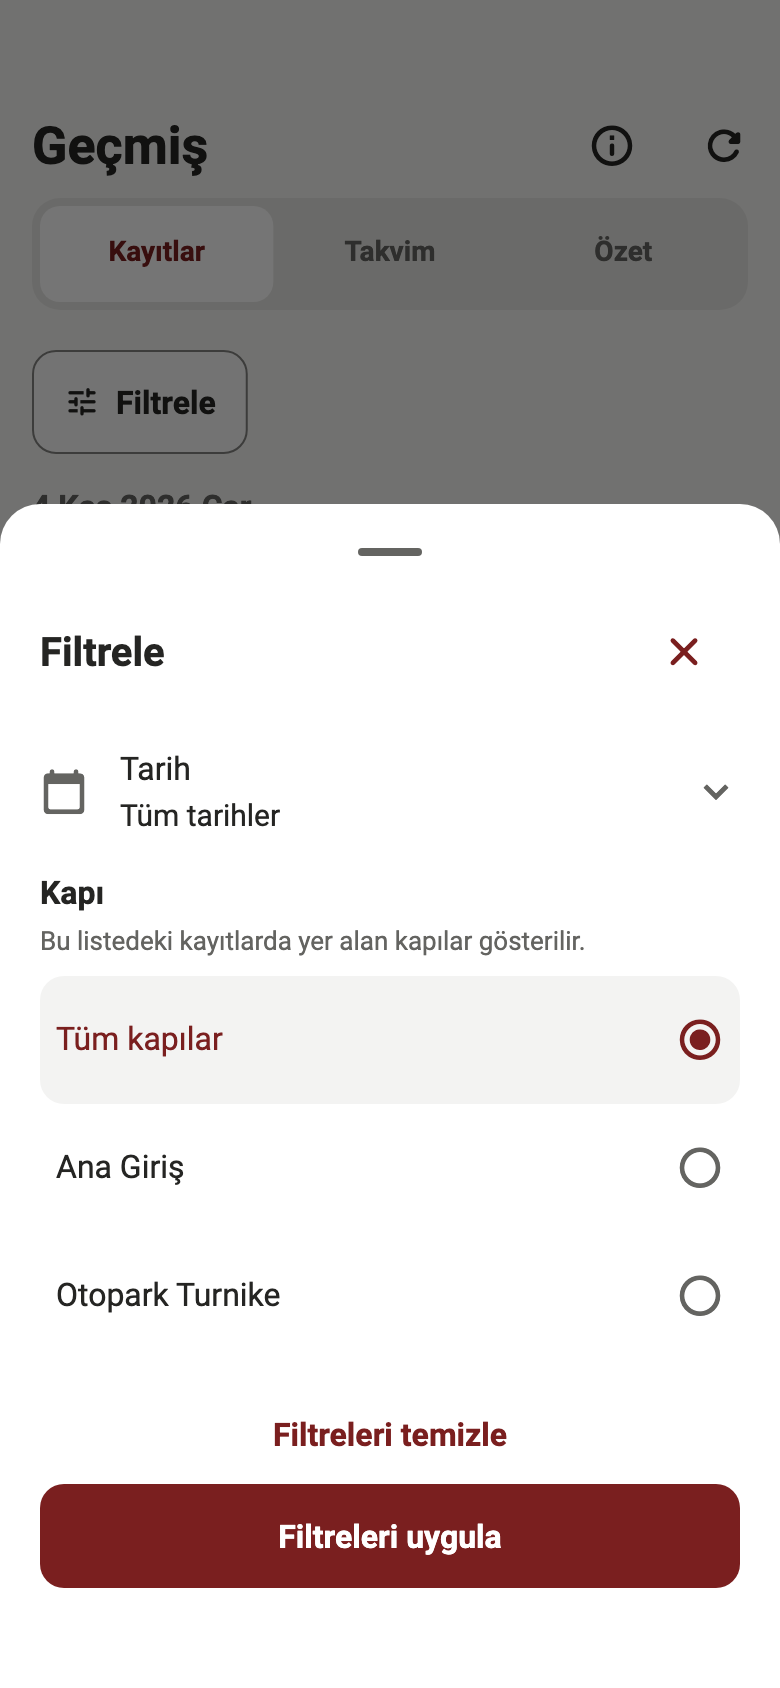 Geçmiş
Kayıtlar
Takvim
Özet
Filtrele
Filtrele
Tarih
Tüm tarihler
Kapı
Bu listedeki kayıtlarda yer alan kapılar gösterilir.
Tüm kapılar
Ana Giriş
Otopark Turnike
Filtreleri temizle
Filtreleri uygula